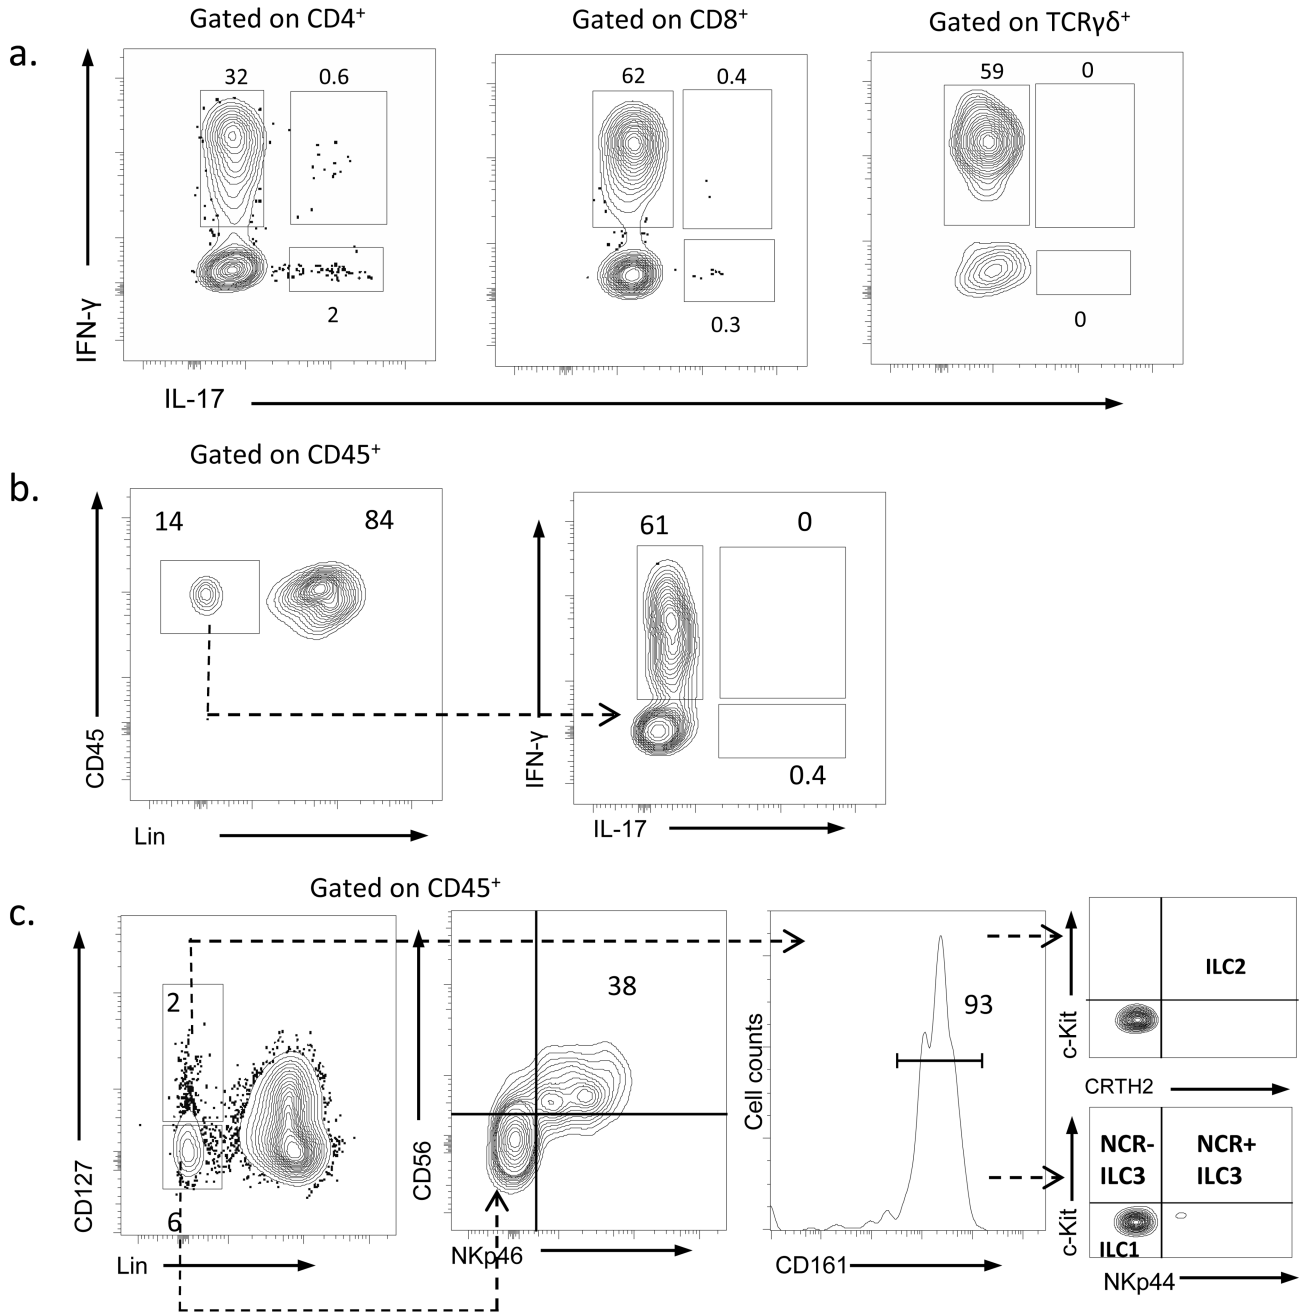 a.
Gated on CD4+
Gated on CD8+
Gated on TCRγδ+
32
0.6
2
62
0.4
0.3
59
0
0
IFN-γ
IL-17
b.
Gated on CD45+
14
84
CD45
Lin
61
0
0.4
IFN-γ
IL-17
c.
Gated on CD45+
2
6
CD127
Lin
38
CD56
NKp46
93
Cell counts
CD161
ILC2
c-Kit
CRTH2
NCR-
ILC3
NCR+
ILC3
ILC1
c-Kit
NKp44